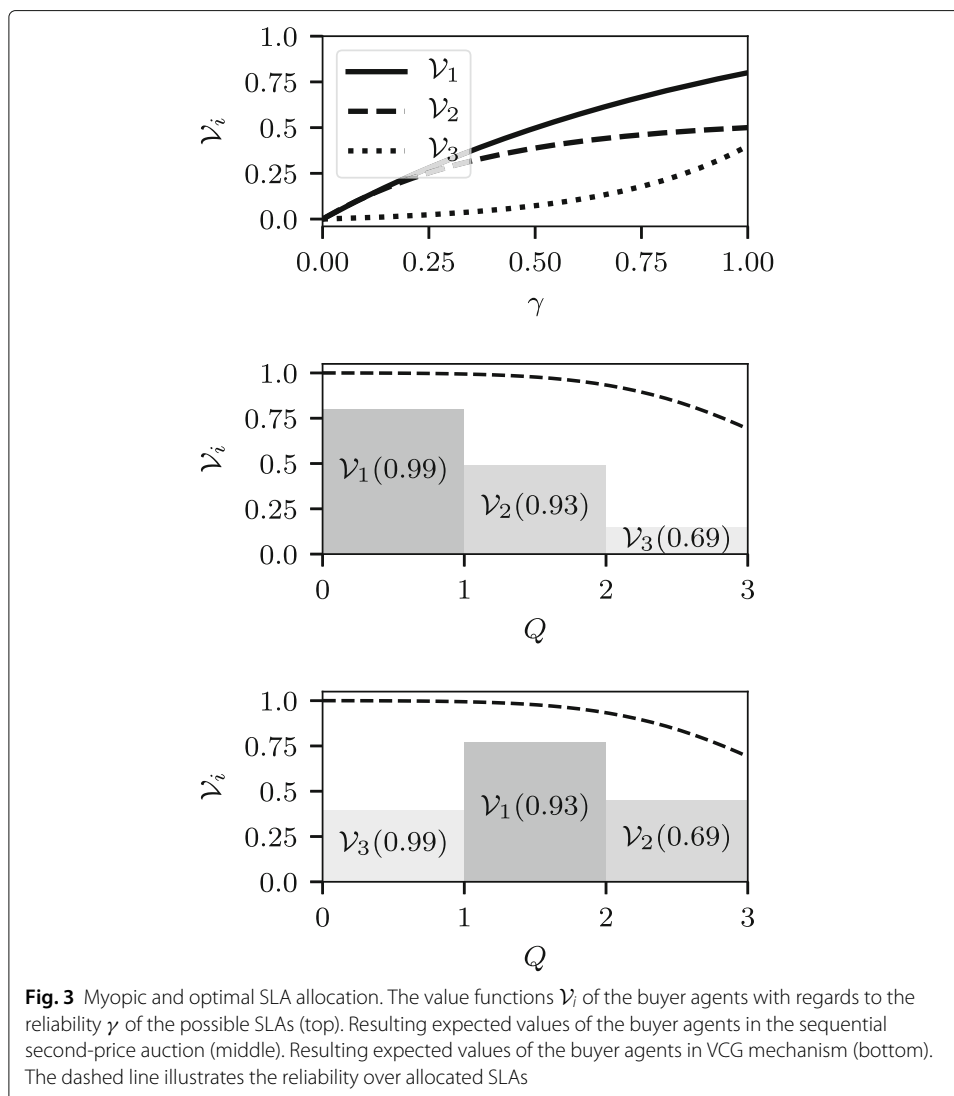 1.0
0.75
0.5
0.25
0.0
𝒱i
𝒱1
𝒱2
𝒱3
0.00 0.25 0.50 0.75 1.00
γ
1.0
0.75
0.5
0.25
0.0
𝒱i
𝒱1(0.99)
𝒱2(0.93)
𝒱3(0.69)
0 1 2 3
Q
1.0
0.75
0.5
0.25
0.0
𝒱i
𝒱3(0.99)
𝒱1(0.93)
𝒱2(0.69)
0 1 2 3
Q
Fig. 3 Myopic and optimal SLA allocation. The value functions 𝒱i of the buyer agents with regards to the
reliability γ of the possible SLAs (top). Resulting expected values of the buyer agents in the sequential
second-price auction (middle). Resulting expected values of the buyer agents in VCG mechanism (bottom).
The dashed line illustrates the reliability over allocated SLAs